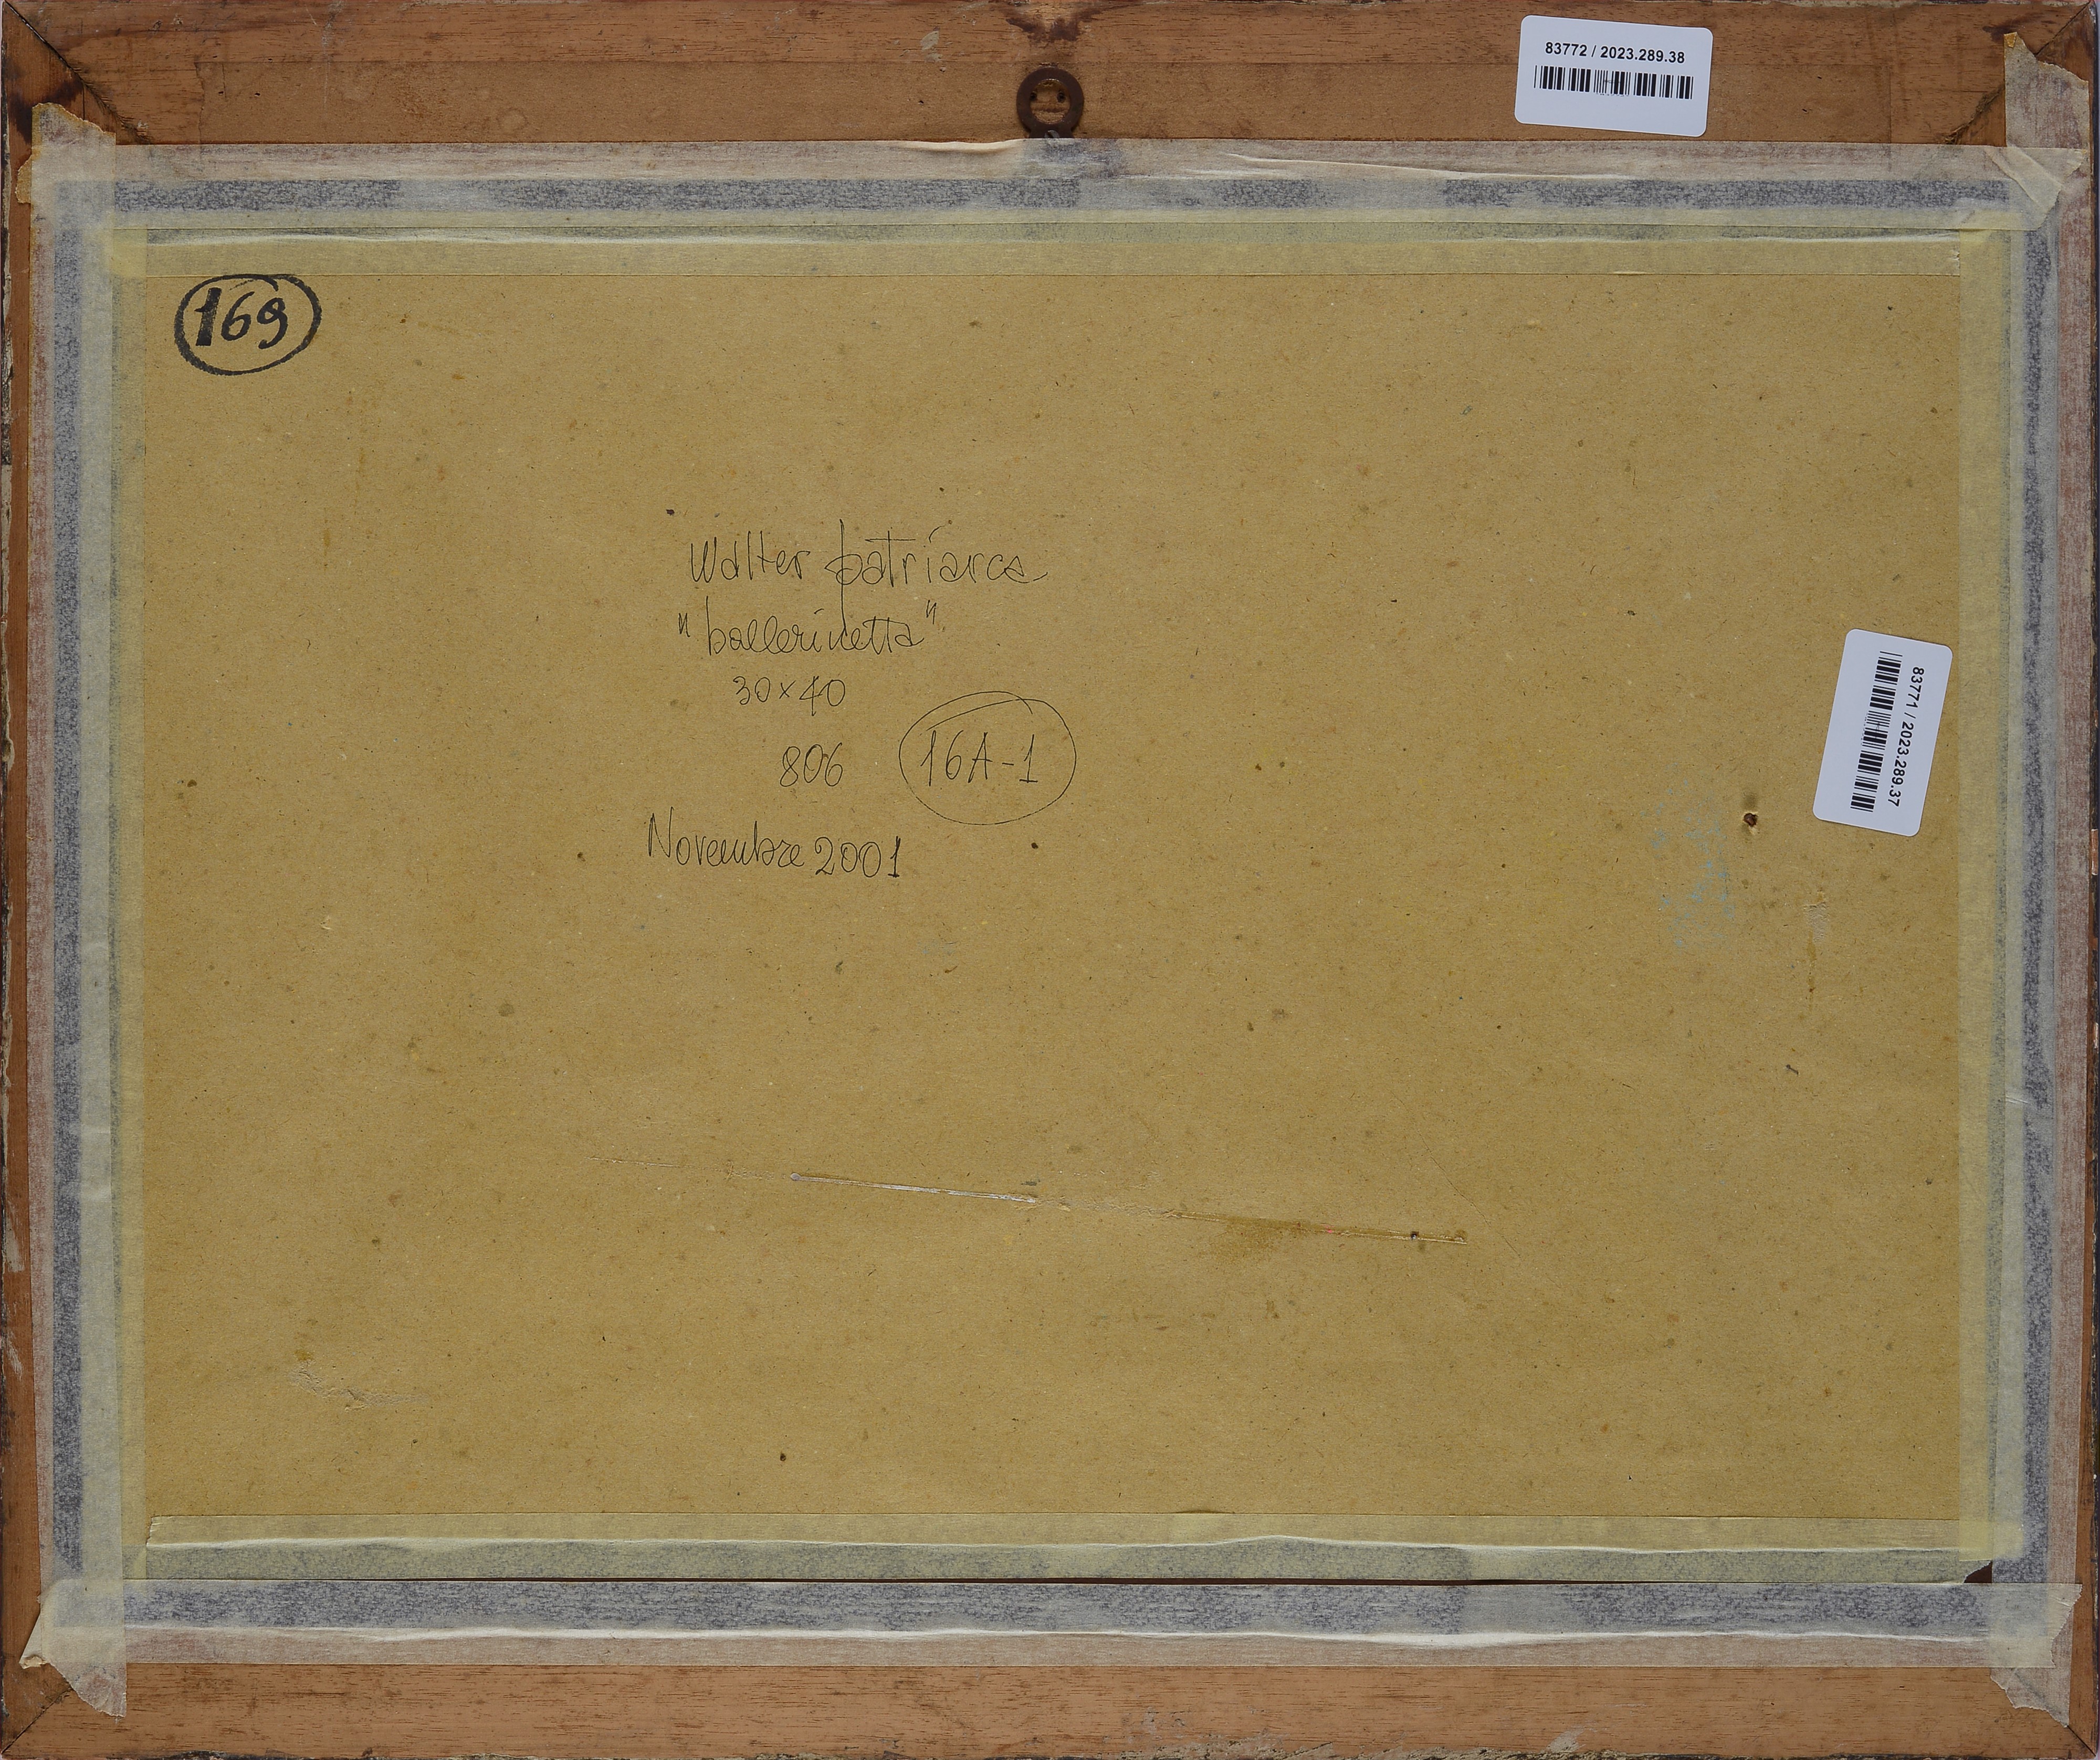 83772 / 2023.289.38
169
Walter patriarca
"ballerinetta"
30×40
806 16A-1
Novembre 2001
83771 / 2023.289.37